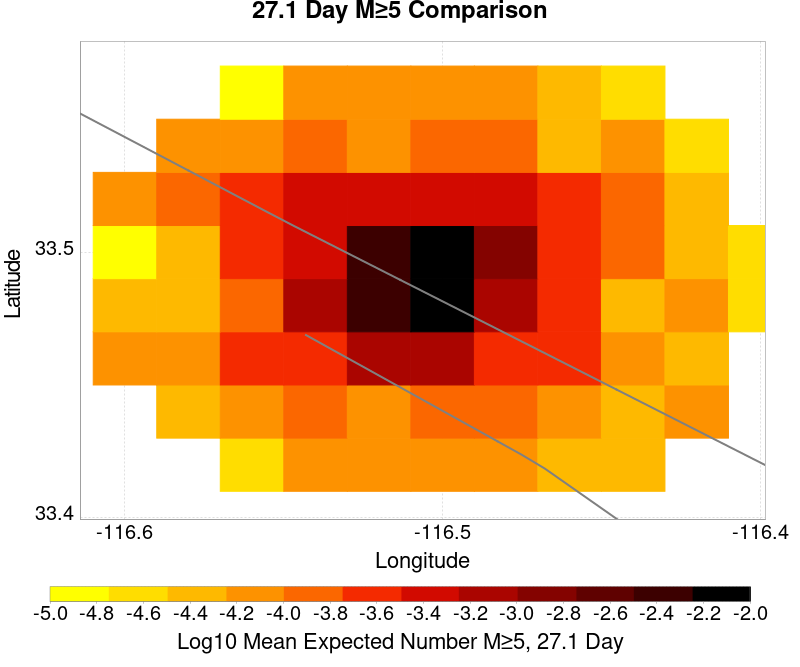 27.1 Day M≥5 Comparison
Latitude
33.5
33.4
-116.6 -116.5 -116.4
Longitude
-5.0 -4.8 -4.6 -4.4 -4.2 -4.0 -3.8 -3.6 -3.4 -3.2 -3.0 -2.8 -2.6 -2.4 -2.2 -2.0
Log10 Mean Expected Number M≥5, 27.1 Day